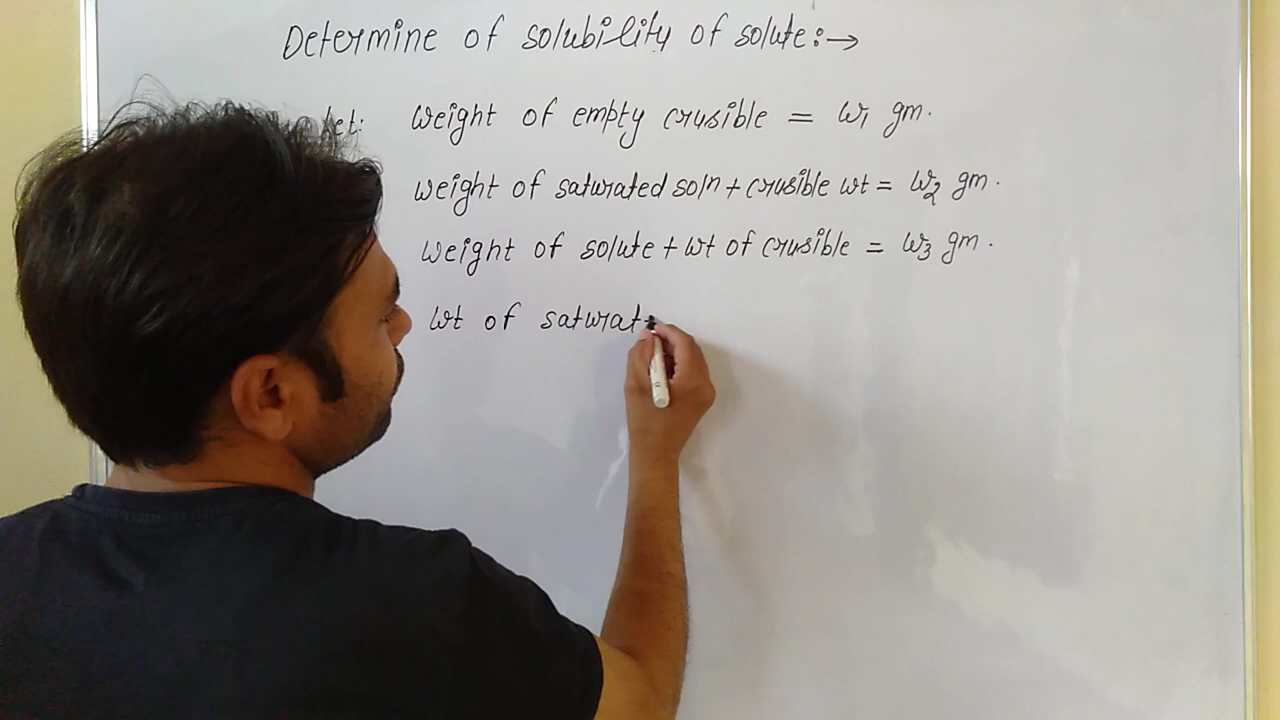 Determine of solubility of solute:→
Let: Weight of empty crusible = W₁ gm.
weight of saturated soln + crusible wt = W₂ gm.
weight of solute + wt of crusible = W₃ gm.
Wt of saturat